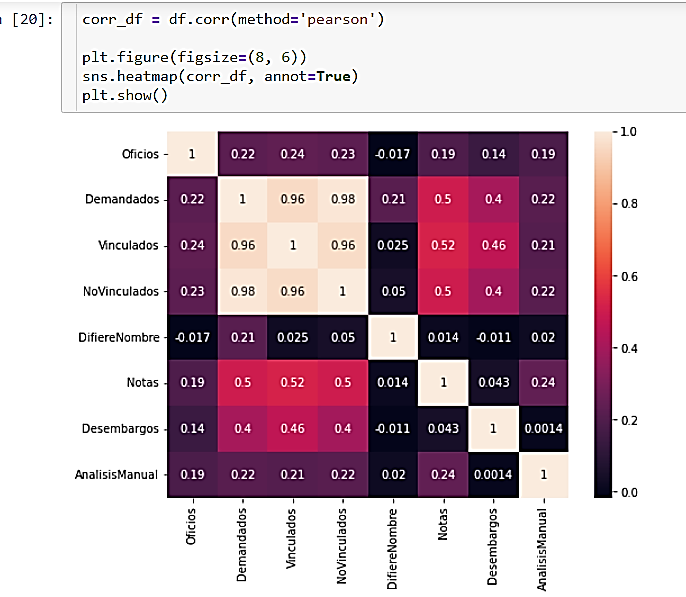 [20]:
corr_df = df.corr(method='pearson')
plt.figure(figsize=(8, 6))
sns.heatmap(corr_df, annot=True)
plt.show()
Oficios 1 0.22 0.24 0.23 -0.017 0.19 0.14 0.19
Demandados 0.22 1 0.96 0.98 0.21 0.5 0.4 0.22
Vinculados 0.24 0.96 1 0.96 0.025 0.52 0.46 0.21
NoVinculados 0.23 0.98 0.96 1 0.05 0.5 0.4 0.22
DifiereNombre -0.017 0.21 0.025 0.05 1 0.014 -0.011 0.02
Notas 0.19 0.5 0.52 0.5 0.014 1 0.043 0.24
Desembargos 0.14 0.4 0.46 0.4 -0.011 0.043 1 0.0014
AnalisisManual 0.19 0.22 0.21 0.22 0.02 0.24 0.0014 1
Oficios
Demandados
Vinculados
NoVinculados
DifiereNombre
Notas
Desembargos
AnalisisManual
1.0
0.8
0.6
0.4
0.2
0.0